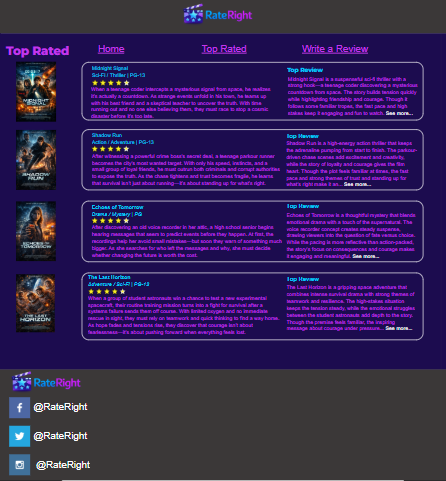 RateRight
Top Rated
Home
Top Rated
Write a Review
MIDNIGHT
SIGNAL
Midnight Signal
Sci-Fi / Thriller | PG-13
When a teenage coder intercepts a mysterious signal from space, he realizes
it's actually a countdown. As strange events unfold in his town, he teams up
with his best friend and a skeptical teacher to uncover the truth. With time
running out and no one else believing them, they must race to stop a cosmic
disaster before it's too late.
Top Review
Midnight Signal is a suspenseful sci-fi thriller with a
strong hook—a teenage coder discovering a mysterious
countdown from space. The story builds tension quickly
while highlighting friendship and courage. Though it
follows some familiar tropes, the fast pace and high
stakes keep it engaging and fun to watch. See more...
SHADOW
RUN
Shadow Run
Action / Adventure | PG-13
After witnessing a powerful crime boss's secret deal, a teenage parkour runner
becomes the city's most wanted target. With only his speed, instincts, and a
small group of loyal friends, he must outrun both criminals and corrupt authorities
to expose the truth. As the chase tightens and trust becomes fragile, he learns
that survival isn't just about running—it's about standing up for what's right.
Top Review
Shadow Run is a high-energy action thriller that keeps
the adrenaline pumping from start to finish. The parkour-
driven chase scenes add excitement and creativity,
while the story of loyalty and courage gives the film
heart. Though the plot feels familiar at times, the fast
pace and strong themes of trust and standing up for
what's right make it an... See more...
ECHOES OF
TOMORROW
Echoes of Tomorrow
Drama / Mystery | PG
After discovering an old voice recorder in her attic, a high school senior begins
hearing messages that seem to predict events before they happen. At first, the
recordings help her avoid small mistakes—but soon they warn of something much
bigger. As she searches for who left the messages and why, she must decide
whether changing the future is worth the cost.
Top Review
Echoes of Tomorrow is a thoughtful mystery that blends
emotional drama with a touch of the supernatural. The
voice recorder concept creates steady suspense,
drawing viewers into the question of fate versus choice.
While the pacing is more reflective than action-packed,
the story's focus on consequences and courage makes
it engaging and meaningful. See more...
THE LAST
HORIZON
The Last Horizon
Adventure / Sci-Fi | PG-13
When a group of student astronauts win a chance to test a new experimental
spacecraft, their routine training mission turns into a fight for survival after a
systems failure sends them off course. With limited oxygen and no immediate
rescue in sight, they must rely on teamwork and quick thinking to find a way home.
As hope fades and tensions rise, they discover that courage isn't about
fearlessness—it's about pushing forward when everything feels lost.
Top Review
The Last Horizon is a gripping space adventure that
combines intense survival drama with strong themes of
teamwork and resilience. The high-stakes situation
keeps the tension steady, while the emotional struggles
between the student astronauts add depth to the story.
Though the premise feels familiar, the inspiring
message about courage under pressure... See more...
RateRight
@RateRight
@RateRight
@RateRight